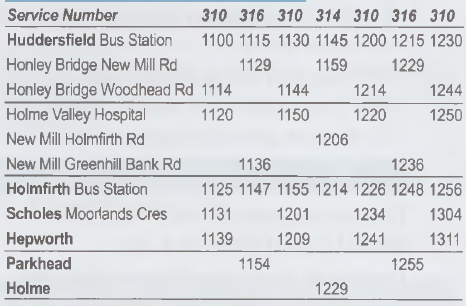 Service Number 310 316 310 314 310 316 310
Huddersfield Bus Station 1100 1115 1130 1145 1200 1215 1230
Honley Bridge New Mill Rd 1129 1159 1229
Honley Bridge Woodhead Rd 1114 1144 1214 1244
Holme Valley Hospital 1120 1150 1220 1250
New Mill Holmfirth Rd 1206
New Mill Greenhill Bank Rd 1136 1236
Holmfirth Bus Station 1125 1147 1155 1214 1226 1248 1256
Scholes Moorlands Cres 1131 1201 1234 1304
Hepworth 1139 1209 1241 1311
Parkhead 1154 1255
Holme 1229